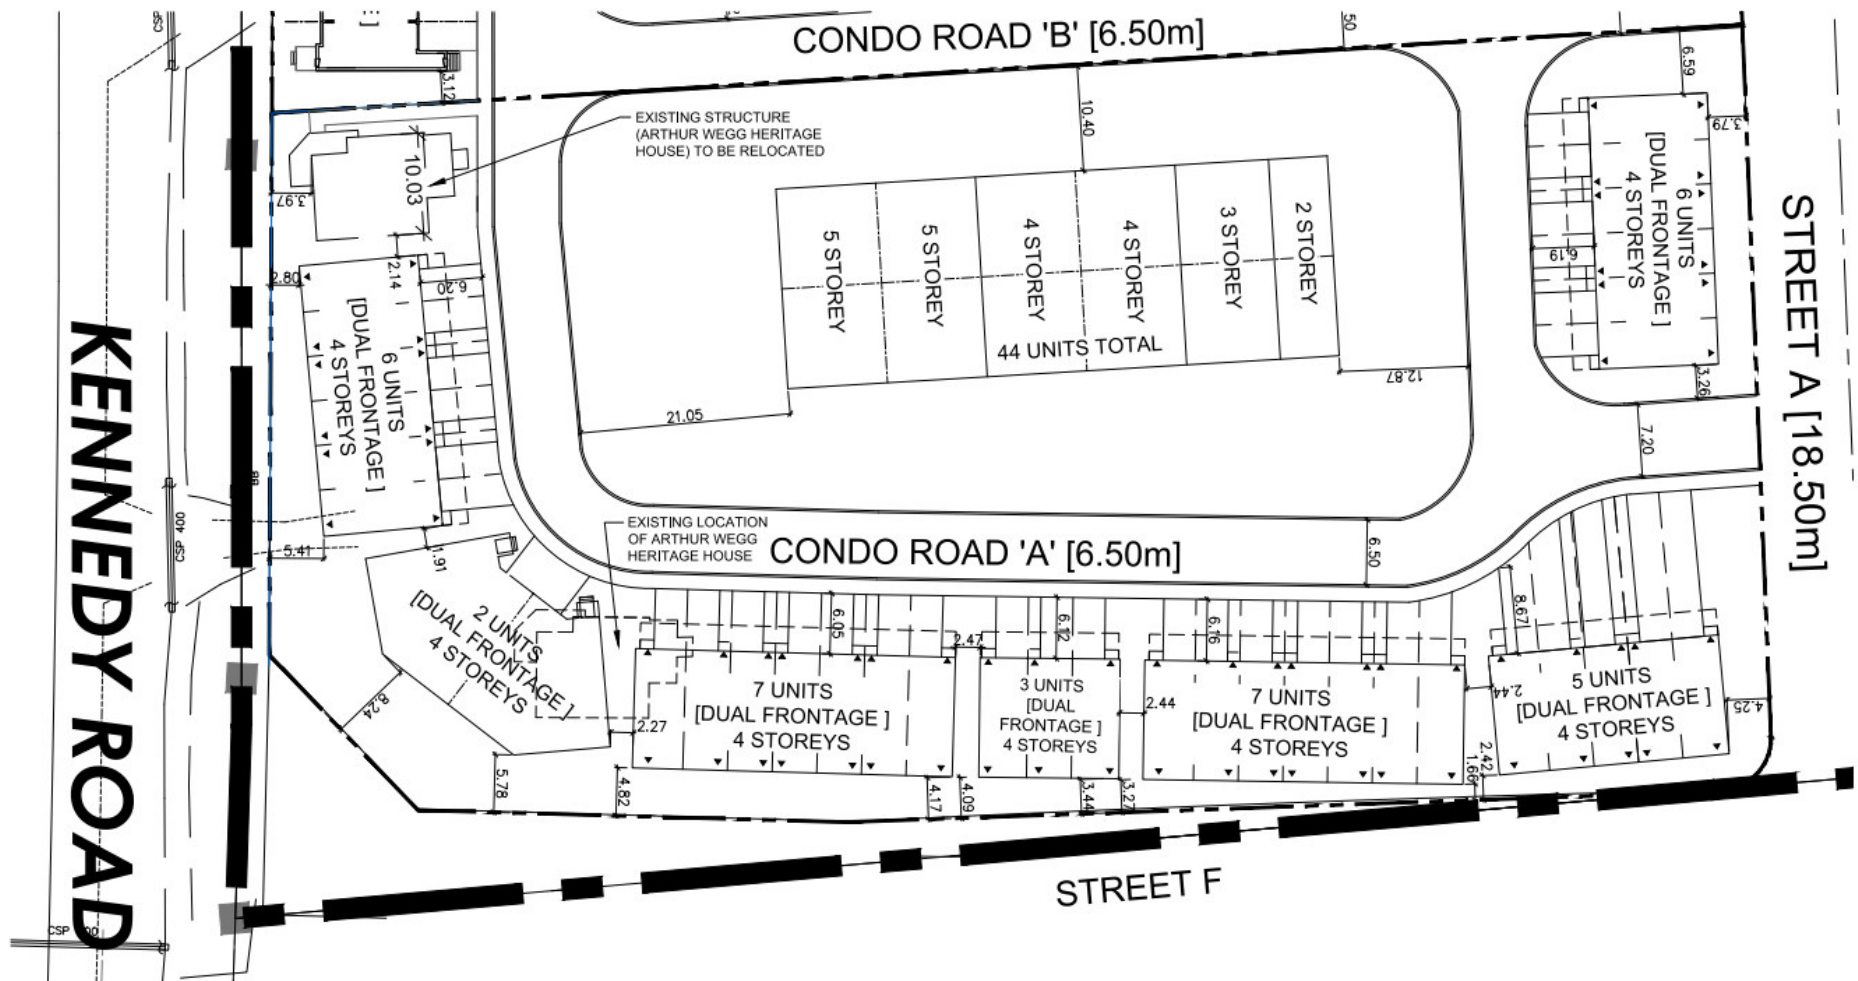 CSP
E]
50
CONDO ROAD 'B' [6.50m]
3.12
6.59
EXISTING STRUCTURE
(ARTHUR WEGG HERITAGE
HOUSE) TO BE RELOCATED
10.40
3.79
10.03
3.97
6 UNITS
[DUAL FRONTAGE ]
4 STOREYS
5 STOREY
5 STOREY
4 STOREY
4 STOREY
3 STOREY
2 STOREY
44 UNITS TOTAL
6.19
STREET A [18.50m]
2.80
2.14
6.20
6 UNITS
[DUAL FRONTAGE ]
4 STOREYS
12.87
3.26
21.05
7.20
KENNEDY ROAD
BB
400 CSP
EXISTING LOCATION
OF ARTHUR WEGG
HERITAGE HOUSE
CONDO ROAD 'A' [6.50m]
6.50
5.41
1.91
2 UNITS
[DUAL FRONTAGE ]
4 STOREYS
6.05
2.47
6.12
6.16
8.67
8.24
2.27
7 UNITS
[DUAL FRONTAGE ]
4 STOREYS
3 UNITS
[DUAL
FRONTAGE ]
4 STOREYS
2.44
7 UNITS
[DUAL FRONTAGE ]
4 STOREYS
2.44
5 UNITS
[DUAL FRONTAGE ]
4 STOREYS
4.25
5.78
4.82
4.17
4.09
3.44
3.27
1.66
2.42
STREET F
CSP